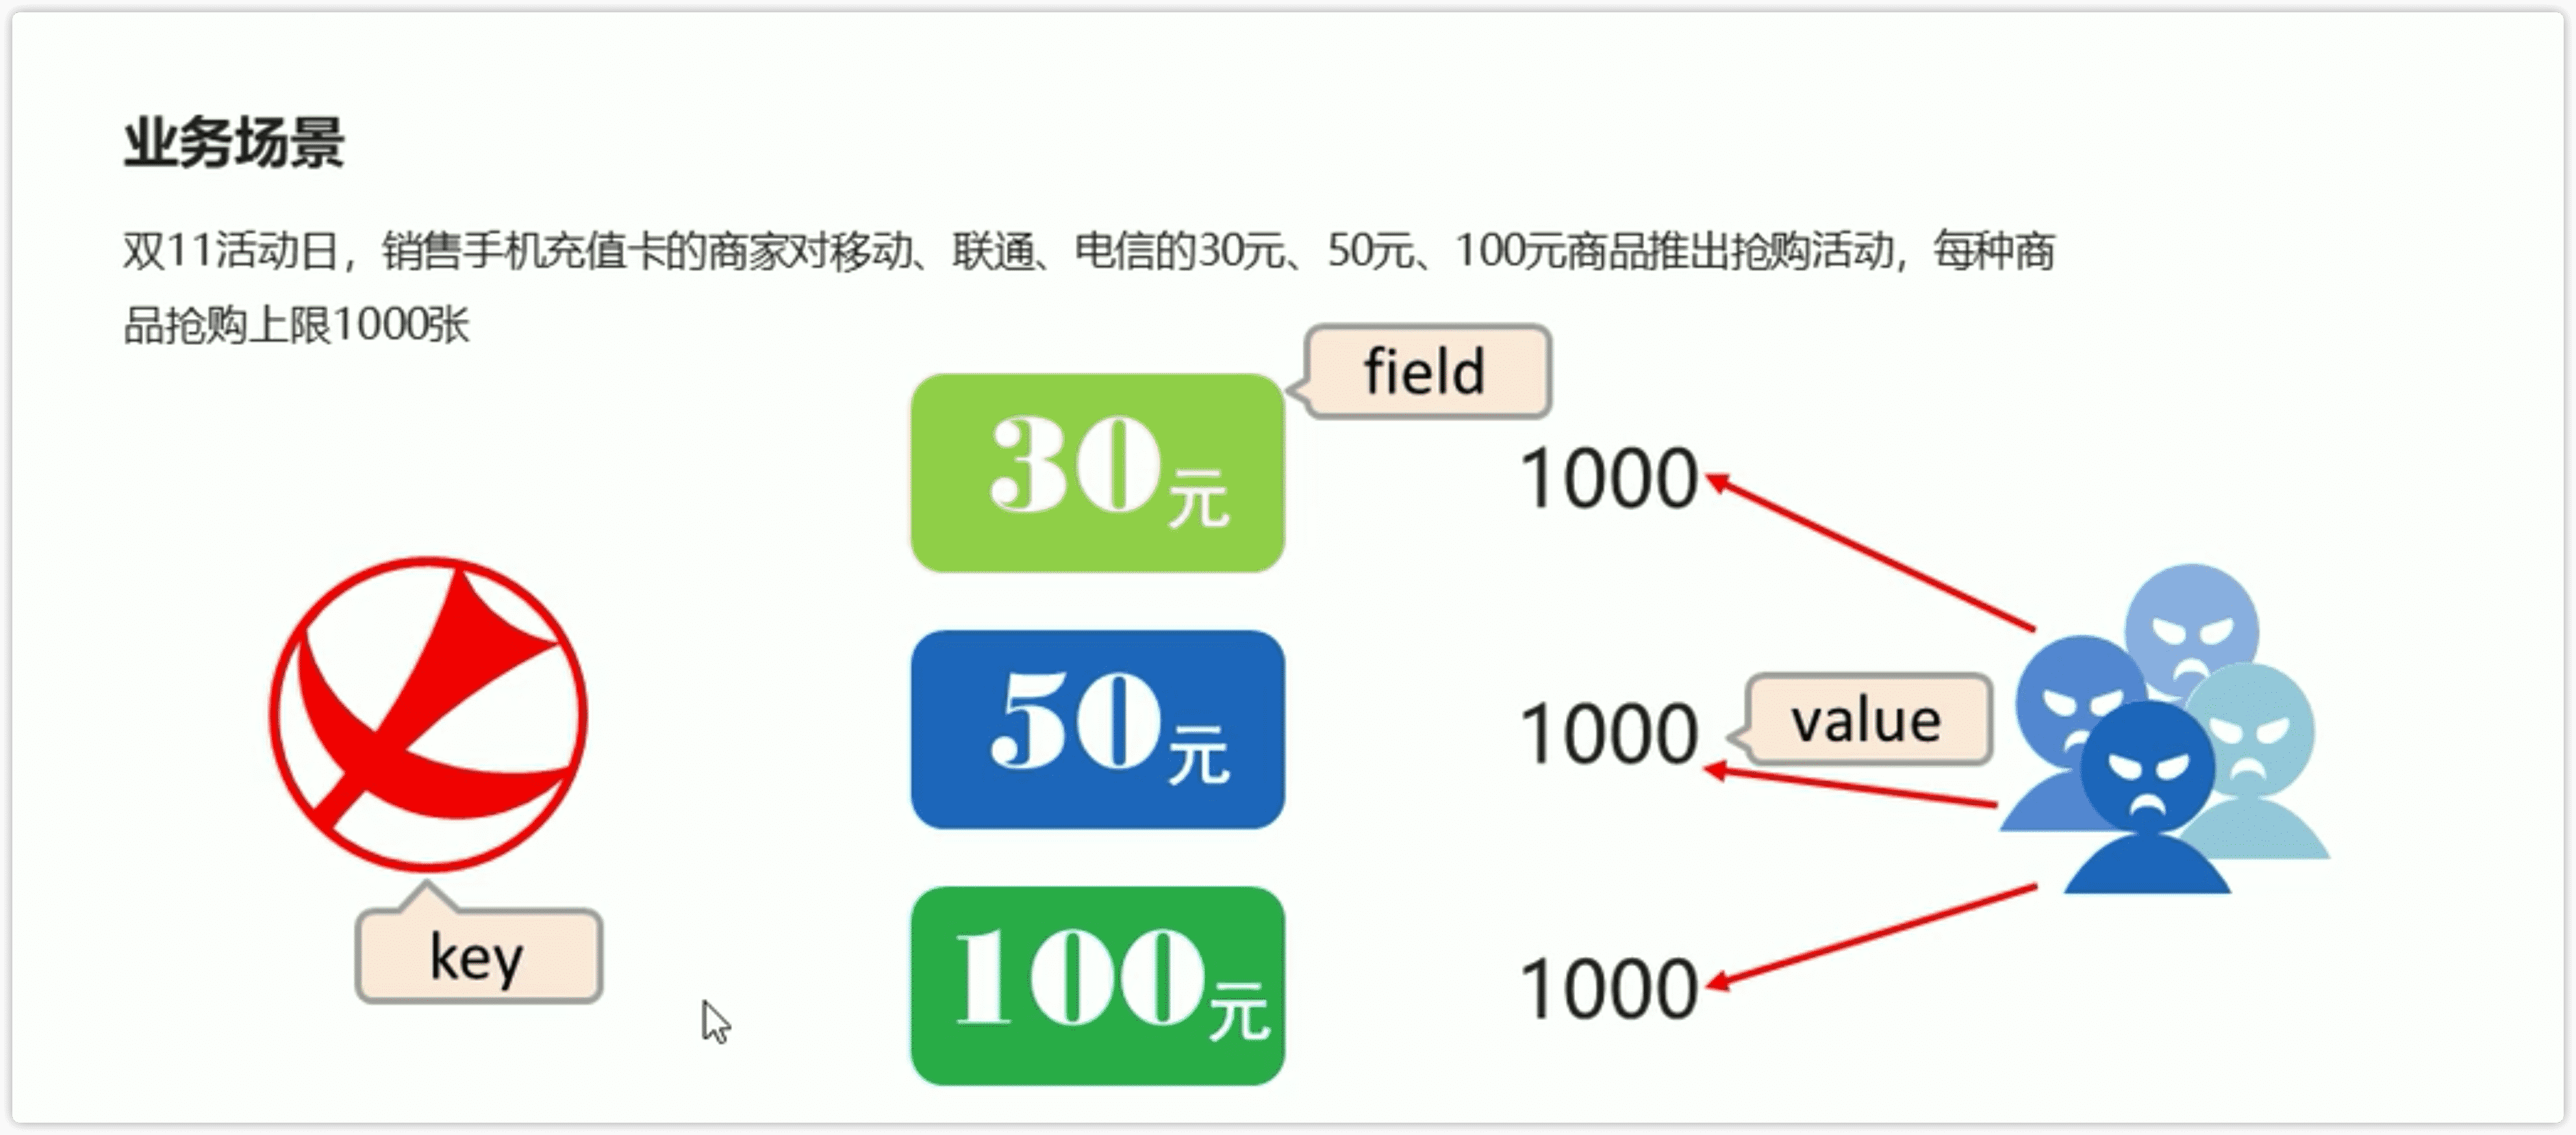 业务场景
双11活动日，销售手机充值卡的商家对移动、联通、电信的30元、50元、100元商品推出抢购活动，每种商
品抢购上限1000张
field
30元
1000
50元
1000
value
key
100元
1000